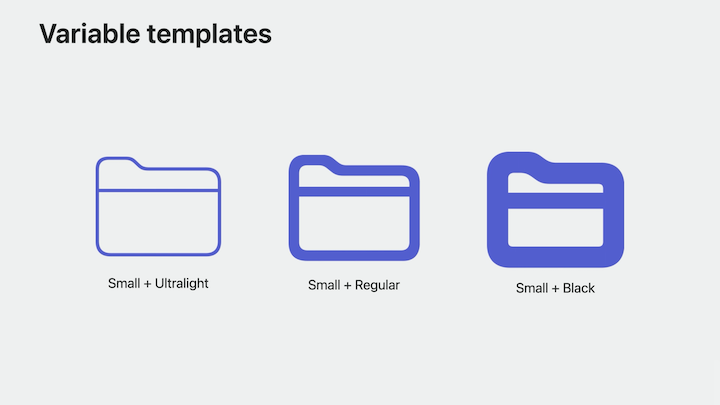 Variable templates
Small + Ultralight
Small + Regular
Small + Black